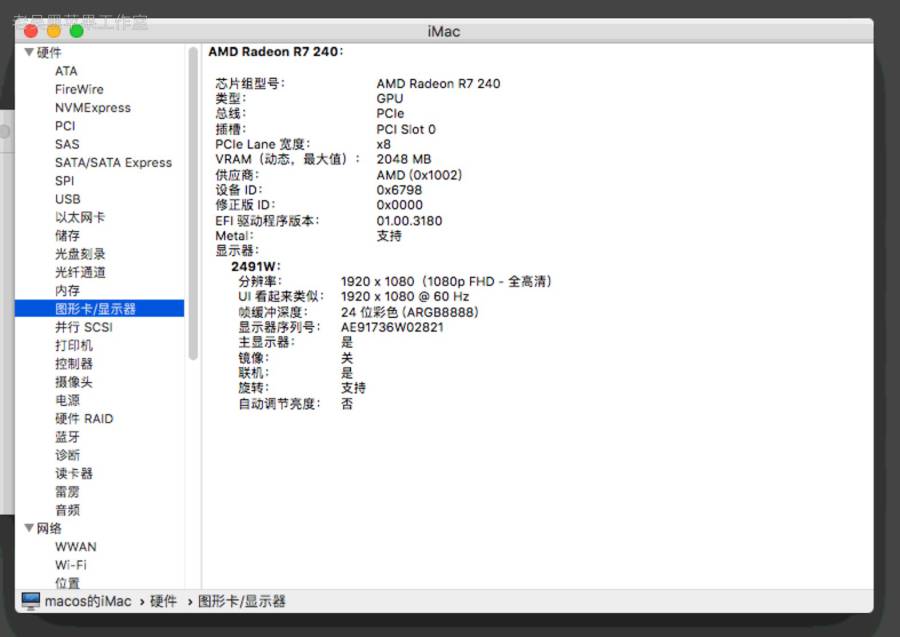 老吴黑苹果工作室
iMac
硬件
ATA
FireWire
NVMExpress
PCI
SAS
SATA/SATA Express
SPI
USB
以太网卡
储存
光盘刻录
光纤通道
内存
图形卡/显示器
并行 SCSI
打印机
控制器
摄像头
电源
硬件 RAID
蓝牙
诊断
读卡器
雷雳
音频
网络
WWAN
Wi-Fi
位置
AMD Radeon R7 240:
芯片组型号: AMD Radeon R7 240
类型: GPU
总线: PCIe
插槽: PCI Slot 0
PCIe Lane 宽度: x8
VRAM（动态，最大值）: 2048 MB
供应商: AMD (0x1002)
设备 ID: 0x6798
修正版 ID: 0x0000
EFI 驱动程序版本: 01.00.3180
Metal: 支持
显示器:
2491W:
分辨率: 1920 x 1080（1080p FHD - 全高清）
UI 看起来类似: 1920 x 1080 @ 60 Hz
帧缓冲深度: 24 位彩色 (ARGB8888)
显示器序列号: AE91736W02821
主显示器: 是
镜像: 关
联机: 是
旋转: 支持
自动调节亮度: 否
macos的iMac › 硬件 › 图形卡/显示器